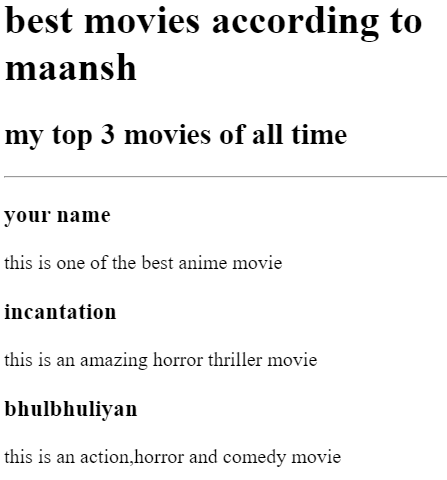 best movies according to
maansh
my top 3 movies of all time
your name
this is one of the best anime movie
incantation
this is an amazing horror thriller movie
bhulbhuliyan
this is an action,horror and comedy movie